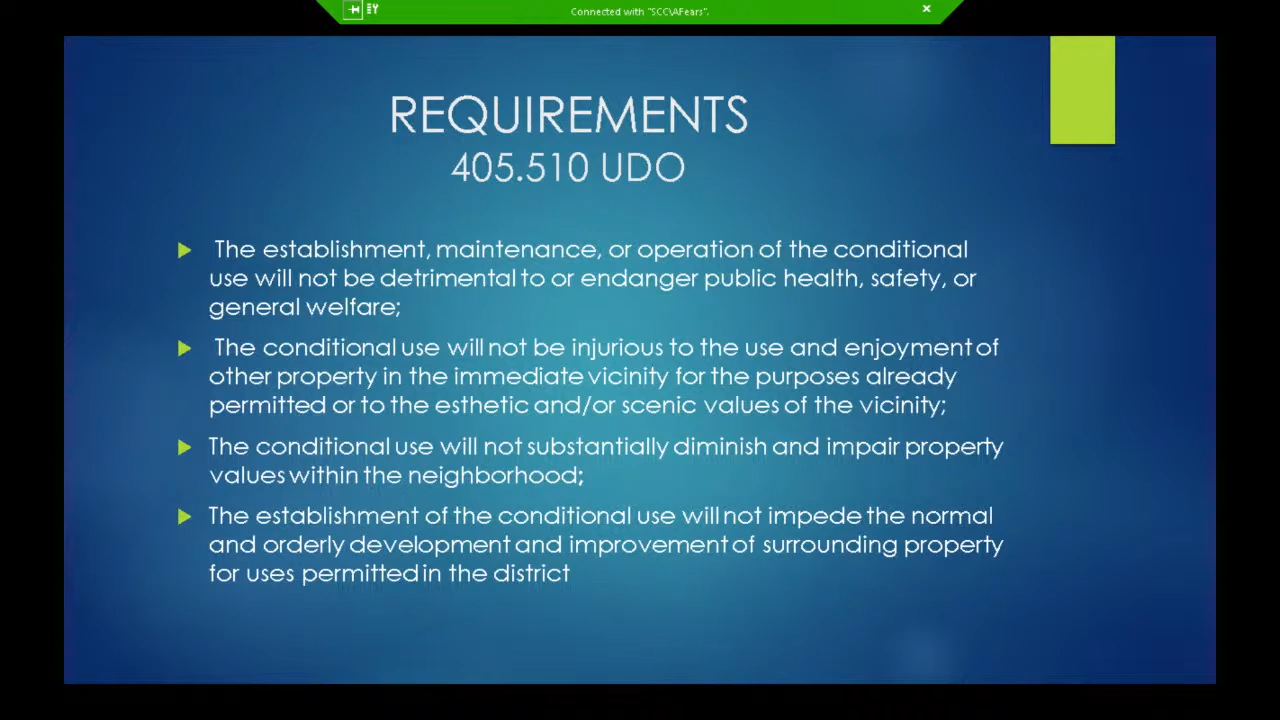 Connected with "SCC\AFears".
REQUIREMENTS
405.510 UDO
The establishment, maintenance, or operation of the conditional
use will not be detrimental to or endanger public health, safety, or
general welfare;
The conditional use will not be injurious to the use and enjoyment of
other property in the immediate vicinity for the purposes already
permitted or to the esthetic and/or scenic values of the vicinity;
The conditional use will not substantially diminish and impair property
values within the neighborhood;
The establishment of the conditional use will not impede the normal
and orderly development and improvement of surrounding property
for uses permitted in the district